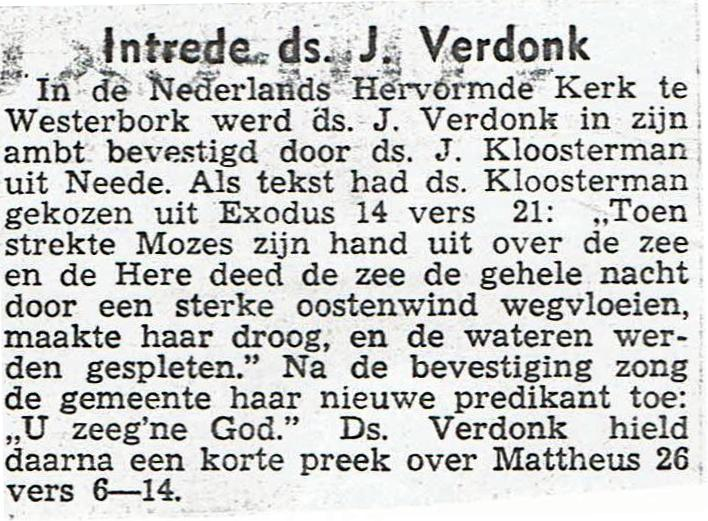 Intrede ds. J. Verdonk
In de Nederlands Hervormde Kerk te
Westerbork werd ds. J. Verdonk in zijn
ambt bevestigd door ds. J. Kloosterman
uit Neede. Als tekst had ds. Kloosterman
gekozen uit Exodus 14 vers 21: „Toen
strekte Mozes zijn hand uit over de zee
en de Here deed de zee de gehele nacht
door een sterke oostenwind wegvloeien,
maakte haar droog, en de wateren wer-
den gespleten.” Na de bevestiging zong
de gemeente haar nieuwe predikant toe:
„U zeeg'ne God.” Ds. Verdonk hield
daarna een korte preek over Mattheus 26
vers 6—14.